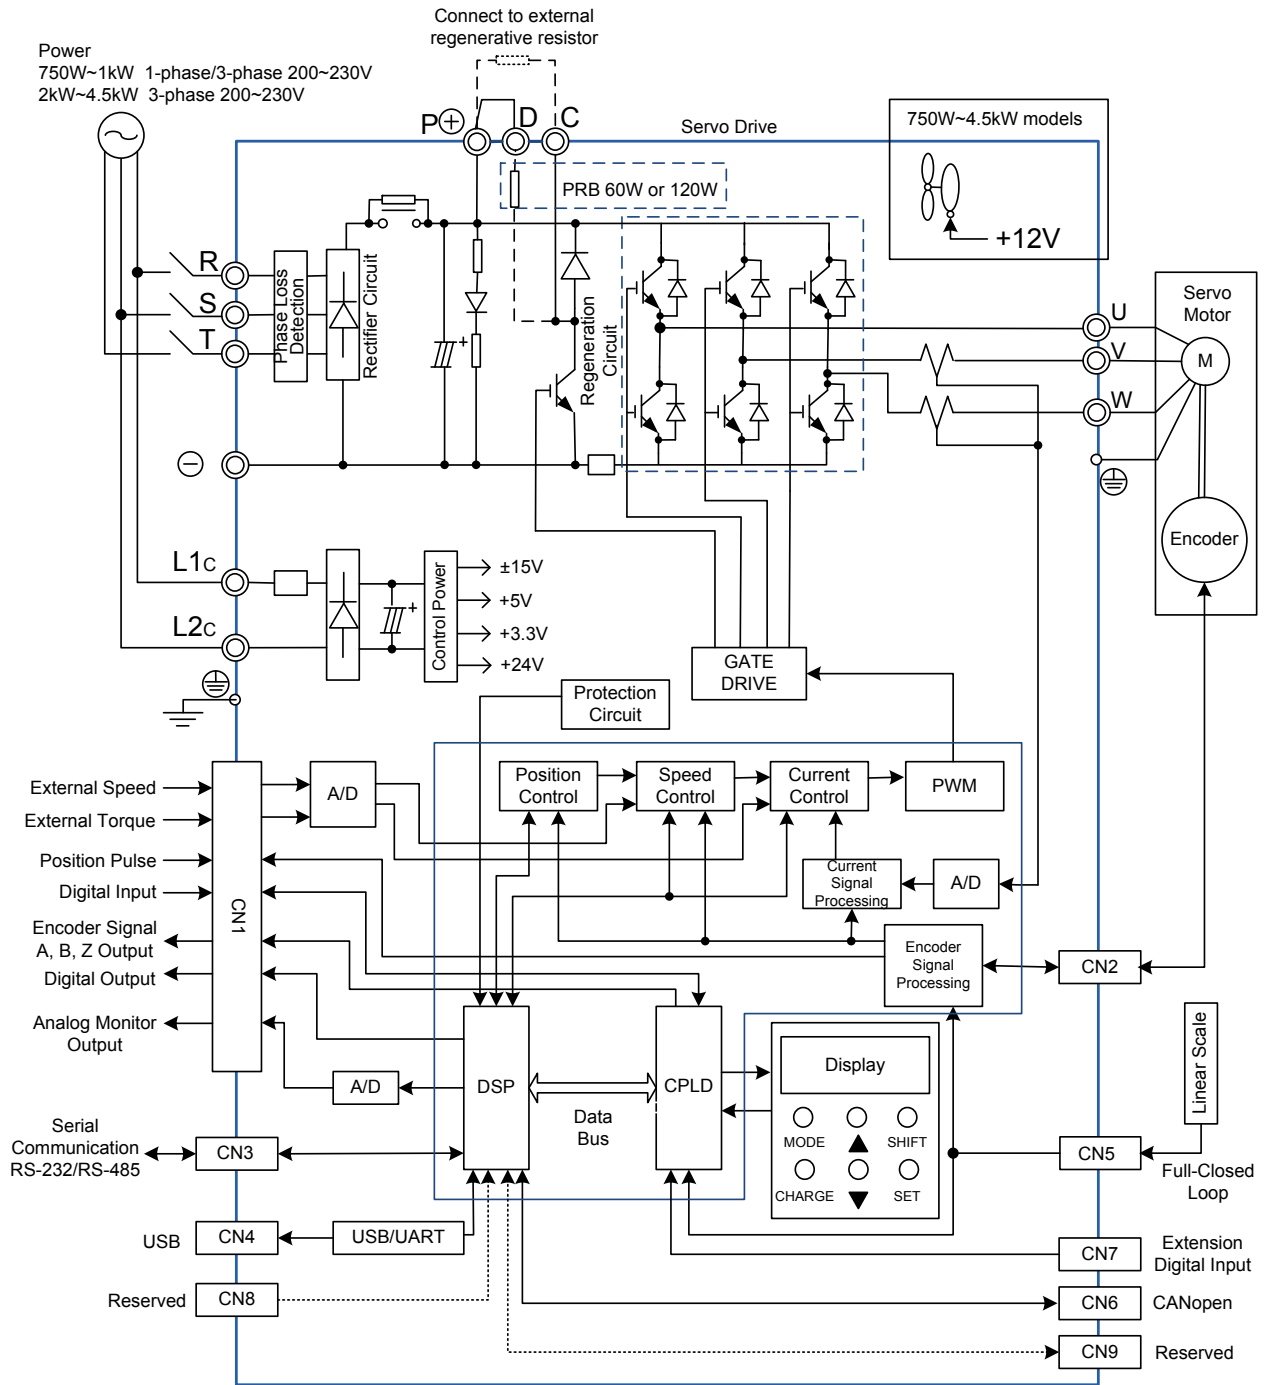 Connect to external
regenerative resistor
Power
750W~1kW 1-phase/3-phase 200~230V
2kW~4.5kW 3-phase 200~230V
P
D
C
Servo Drive
750W~4.5kW models
+12V
PRB 60W or 120W
R
S
T
Phase Loss
Detection
Rectifier Circuit
+
Regeneration
Circuit
U
V
W
Servo
Motor
M
Encoder
L1C
L2C
+
Control Power
±15V
+5V
+3.3V
+24V
GATE
DRIVE
Protection
Circuit
External Speed
External Torque
Position Pulse
Digital Input
Encoder Signal
A, B, Z Output
Digital Output
Analog Monitor
Output
CN1
A/D
Position
Control
Speed
Control
Current
Control
PWM
Current
Signal
Processing
A/D
Encoder
Signal
Processing
CN2
A/D
DSP
Data
Bus
CPLD
Display
MODE
SHIFT
CHARGE
SET
Linear Scale
Serial
Communication
RS-232/RS-485
CN3
CN5
Full-Closed
Loop
USB
CN4
USB/UART
CN7
Extension
Digital Input
Reserved
CN8
CN6
CANopen
CN9
Reserved